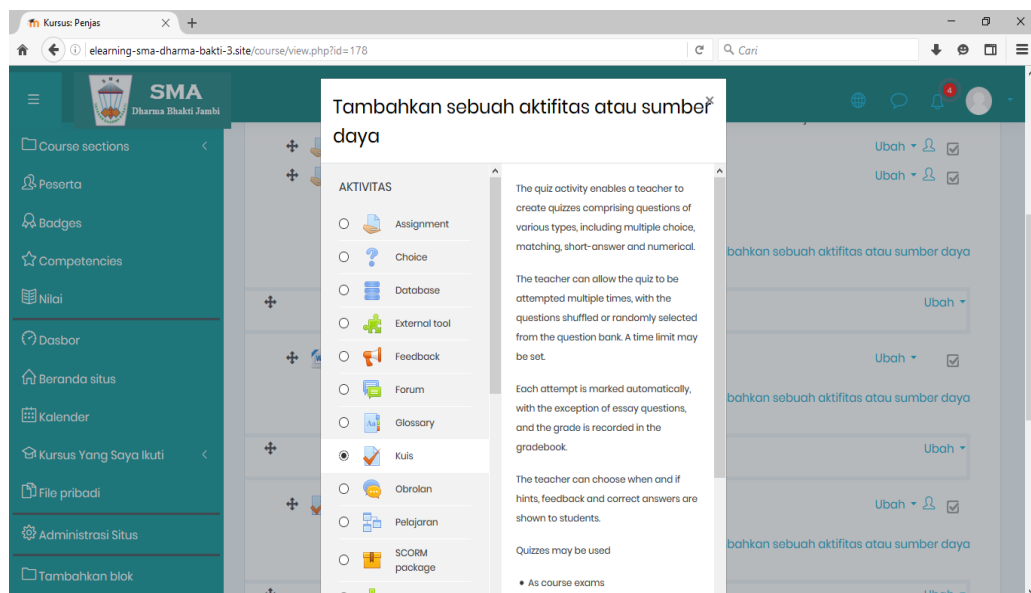 Kursus: Penjas
elearning-sma-dharma-bakti-3.site/course/view.php?id=178
Cari
SMA
Dharma Bhakti Jambi
4
Course sections
Peserta
Badges
Competencies
Nilai
Dasbor
Beranda situs
Kalender
Kursus Yang Saya Ikuti
File pribadi
Administrasi Situs
Tambahkan blok
Tambahkan sebuah aktifitas atau sumber
daya
AKTIVITAS
Assignment
Choice
Database
External tool
Feedback
Forum
Glossary
Kuis
Obrolan
Pelajaran
SCORM
package
The quiz activity enables a teacher to
create quizzes comprising questions of
various types, including multiple choice,
matching, short-answer and numerical.
The teacher can allow the quiz to be
attempted multiple times, with the
questions shuffled or randomly selected
from the question bank. A time limit may
be set.
Each attempt is marked automatically,
with the exception of essay questions,
and the grade is recorded in the
gradebook.
The teacher can choose when and if
hints, feedback and correct answers are
shown to students.
Quizzes may be used
• As course exams
Ubah
Ubah
bahkan sebuah aktifitas atau sumber daya
Ubah
Ubah
bahkan sebuah aktifitas atau sumber daya
Ubah
Ubah
bahkan sebuah aktifitas atau sumber daya